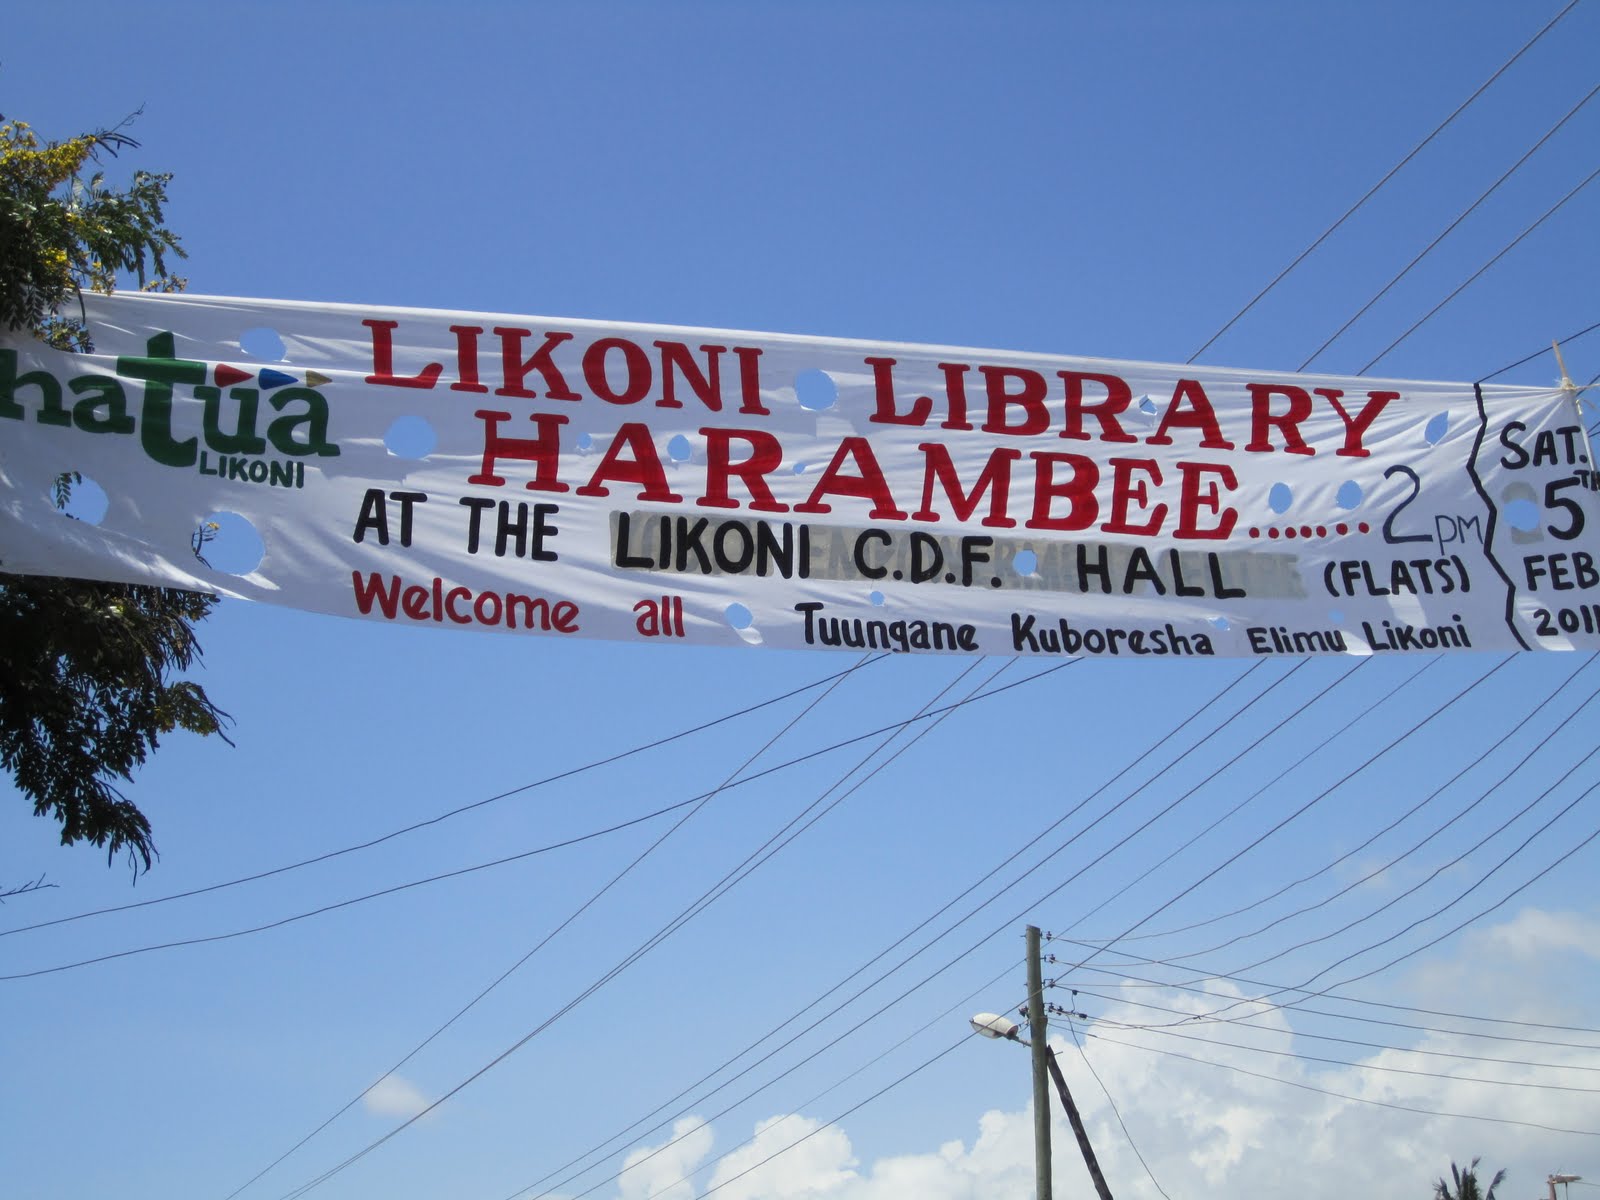 hatua
LIKONI
LIKONI LIBRARY
HARAMBEE....... 2pm
AT THE LIKONI C.D.F. HALL (FLATS)
Welcome all Tuungane Kuboresha Elimu Likoni
SAT.
5TH
FEB
2011